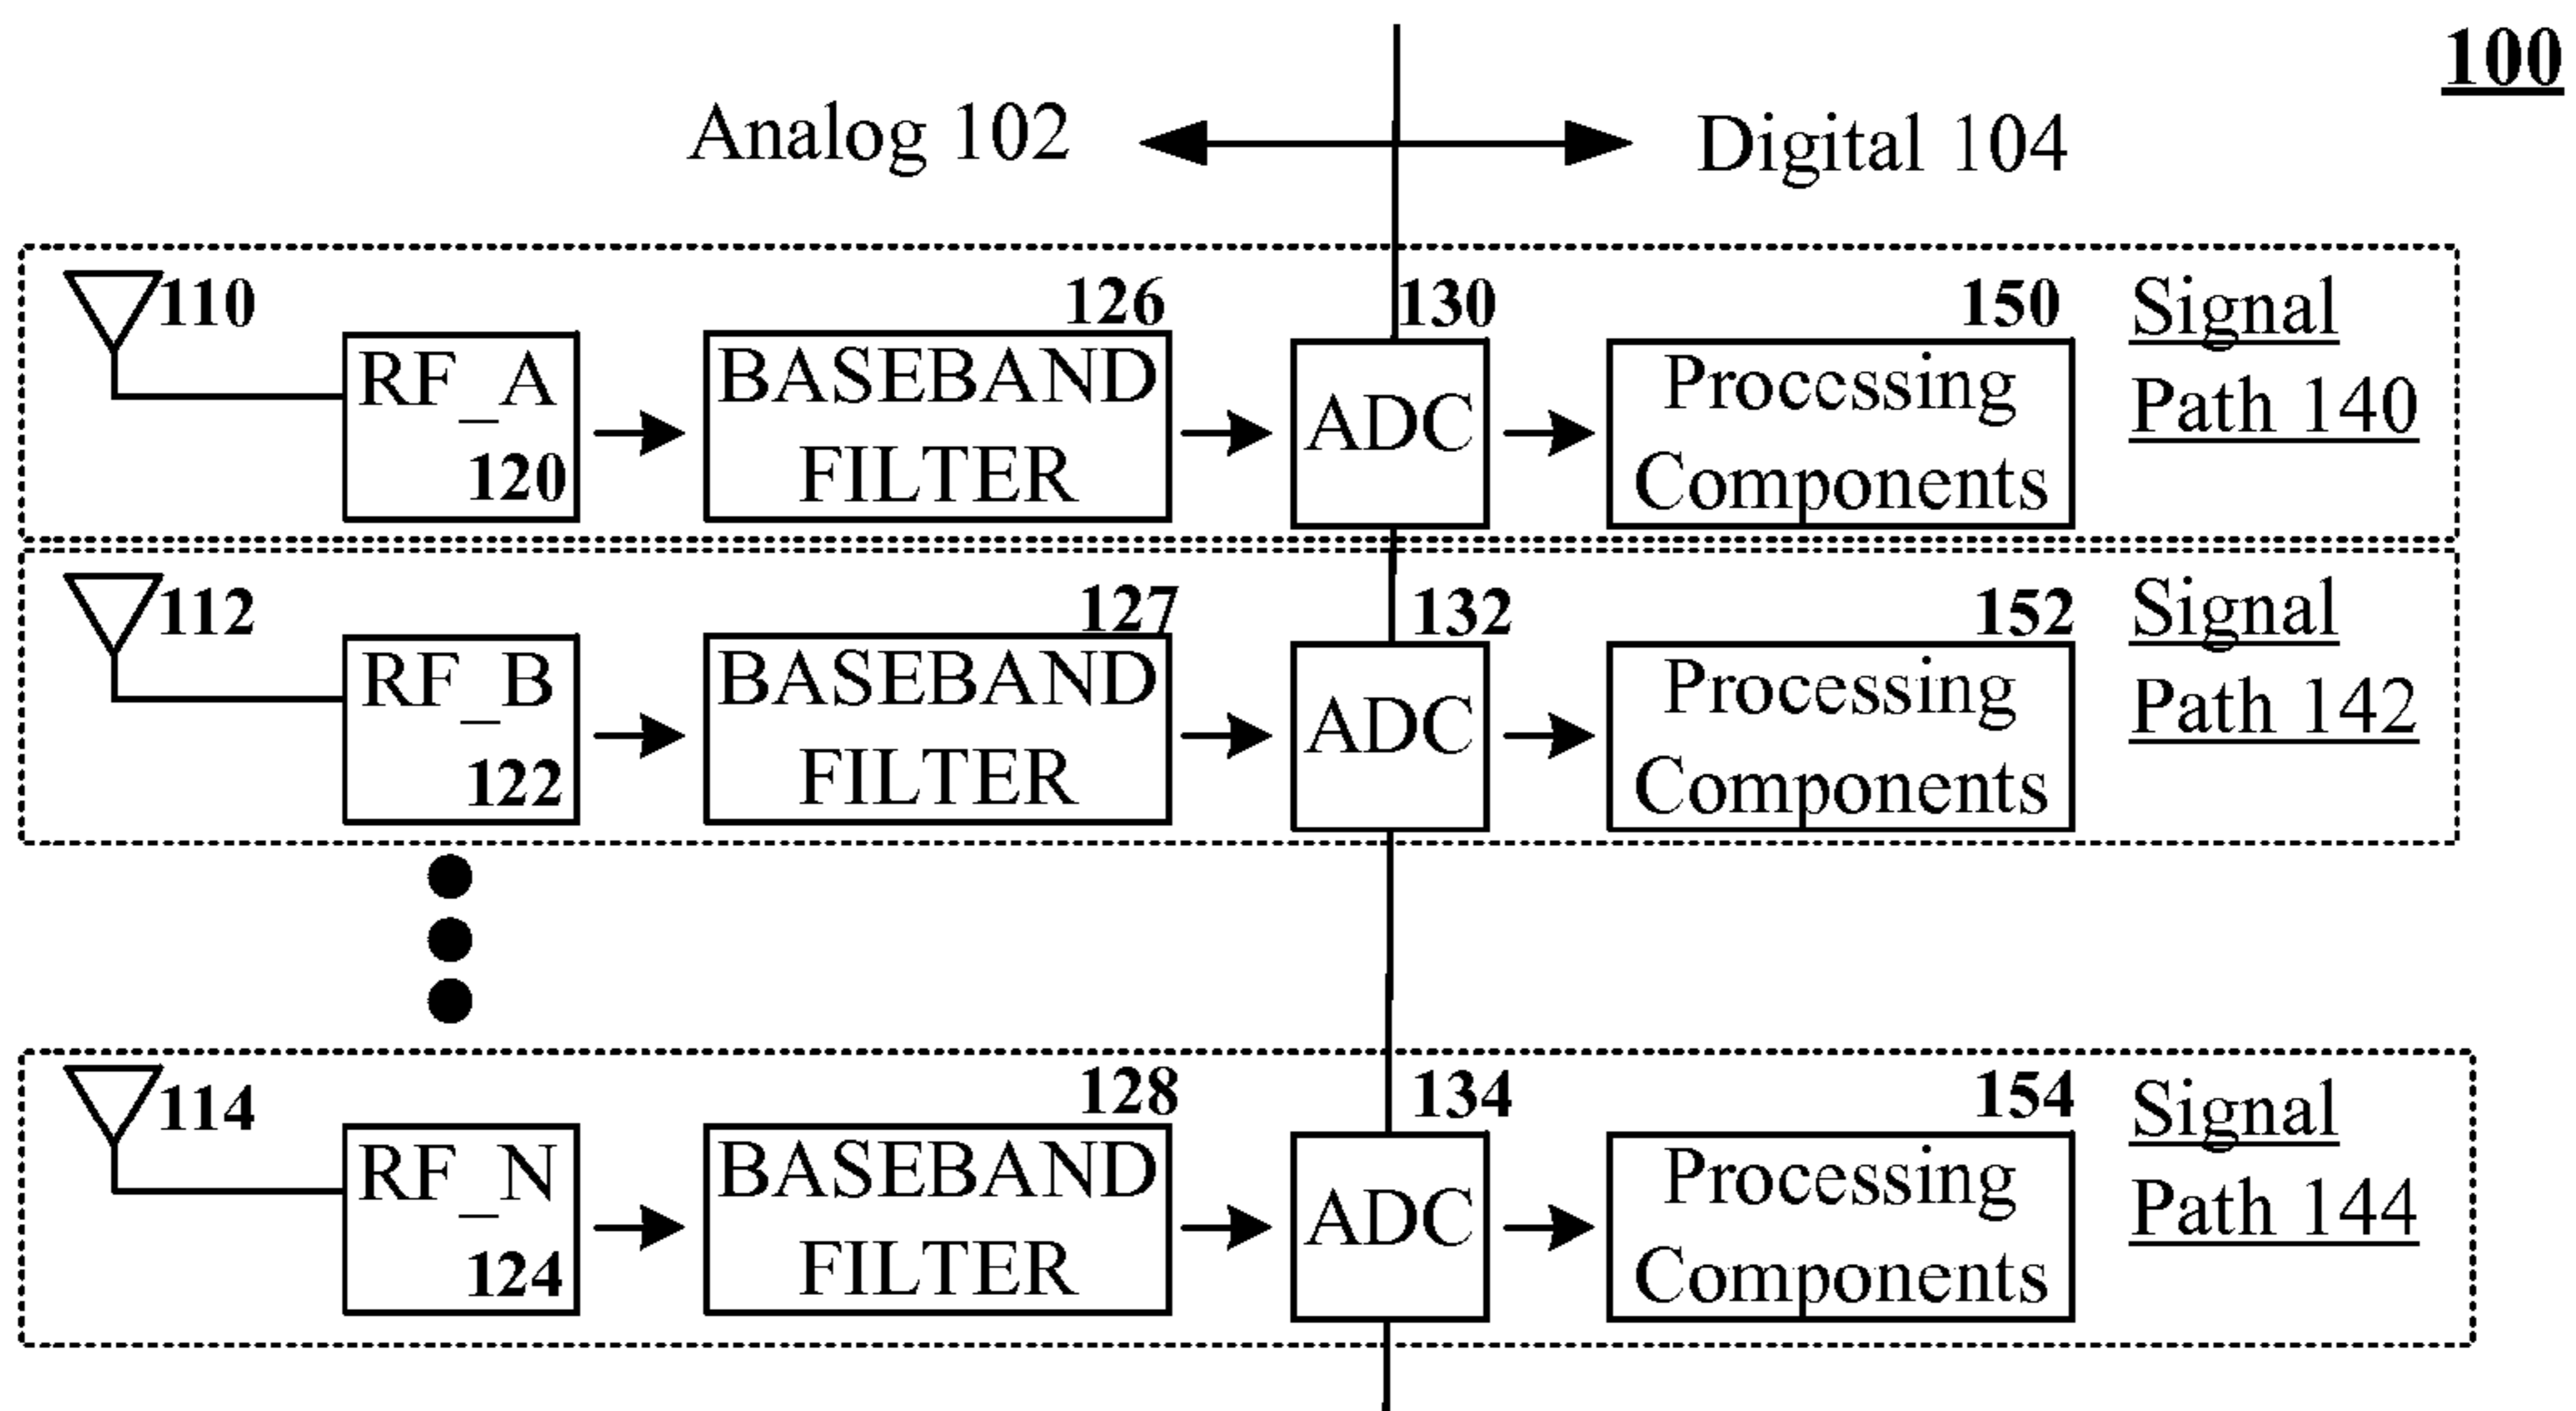 100
Analog 102
Digital 104
110
126
130
150
Signal
Path 140
RF_A
120
BASEBAND
FILTER
ADC
Processing
Components
112
127
132
152
Signal
Path 142
RF_B
122
BASEBAND
FILTER
ADC
Processing
Components
114
128
134
154
Signal
Path 144
RF_N
124
BASEBAND
FILTER
ADC
Processing
Components